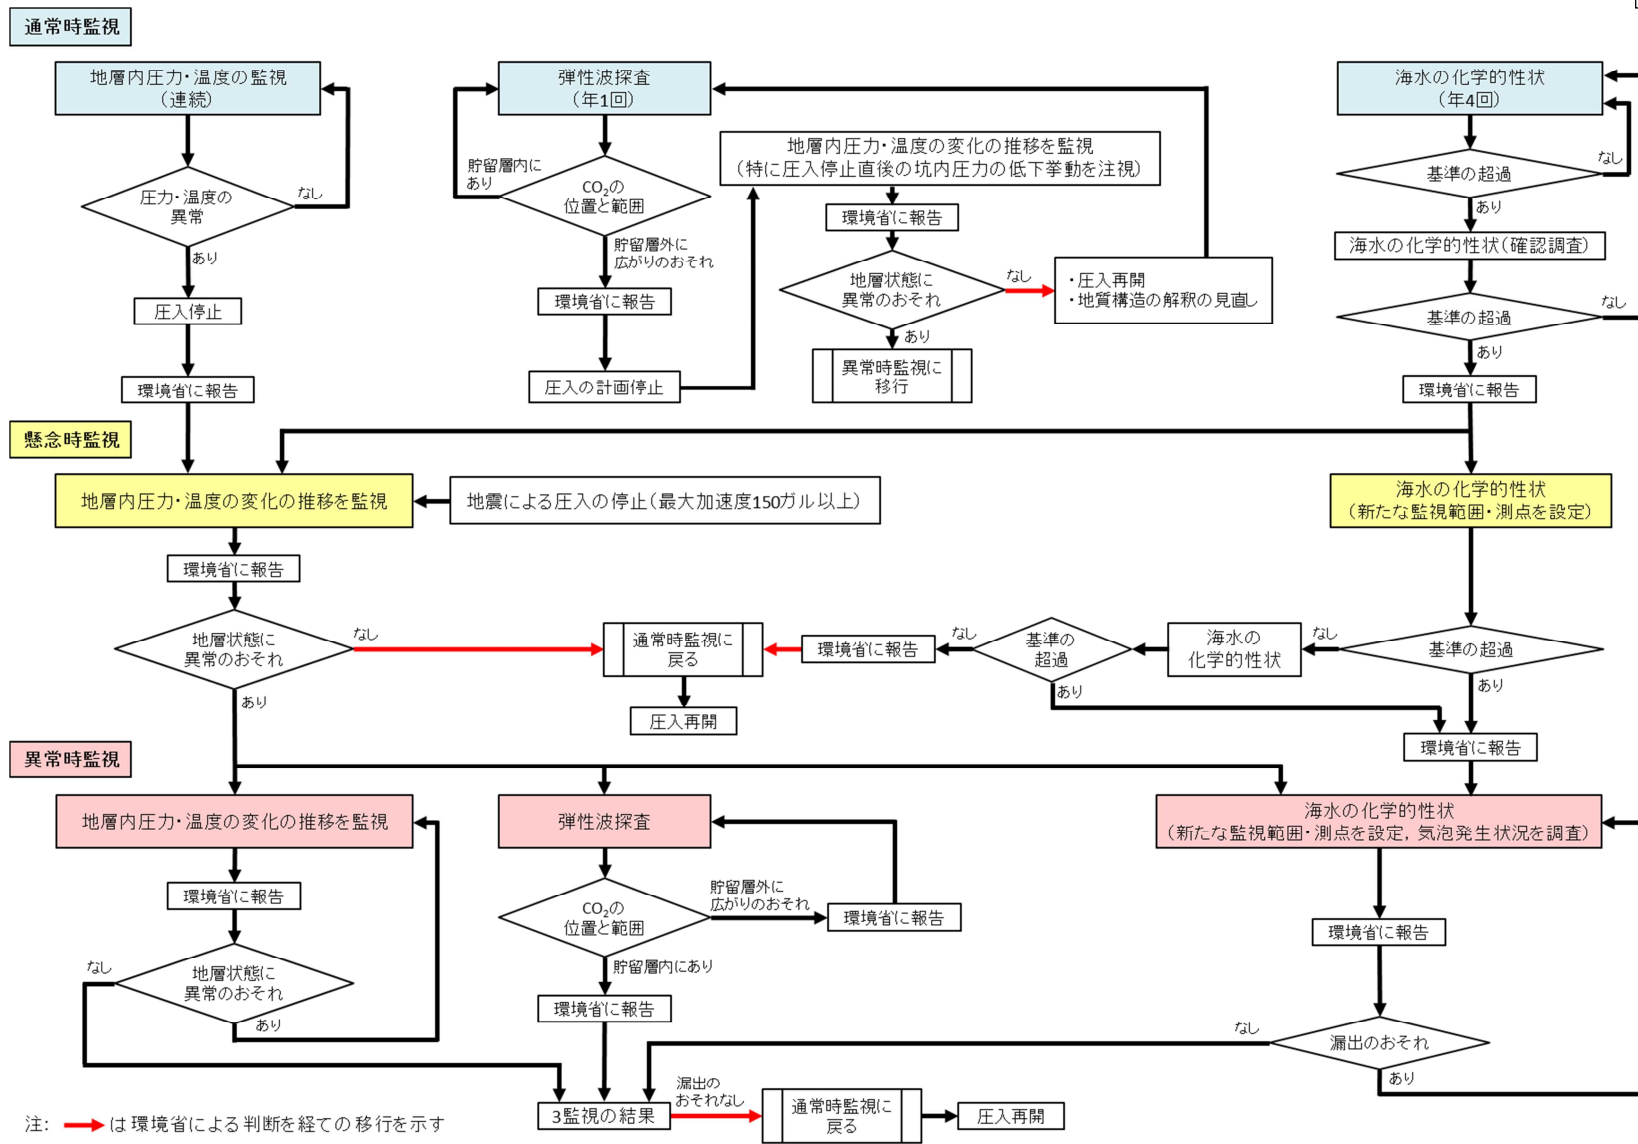 通常時監視
地層内圧力・温度の監視
（連続）
圧力・温度の
異常
なし
あり
圧入停止
環境省に報告
弾性波探査
（年1回）
貯留層内に
あり
CO₂の
位置と範囲
貯留層外に
広がりのおそれ
環境省に報告
圧入の計画停止
地層内圧力・温度の変化の推移を監視
（特に圧入停止直後の坑内圧力の低下挙動を注視）
環境省に報告
地層状態に
異常のおそれ
なし
・圧入再開
・地質構造の解釈の見直し
あり
異常時監視に
移行
海水の化学的性状
（年4回）
基準の超過
なし
あり
海水の化学的性状（確認調査）
基準の超過
なし
あり
環境省に報告
懸念時監視
地層内圧力・温度の変化の推移を監視
地震による圧入の停止（最大加速度150ガル以上）
環境省に報告
地層状態に
異常のおそれ
なし
あり
通常時監視に
戻る
圧入再開
環境省に報告
なし
基準の
超過
あり
海水の
化学的性状
なし
海水の化学的性状
（新たな監視範囲・測点を設定）
基準の超過
あり
環境省に報告
異常時監視
地層内圧力・温度の変化の推移を監視
環境省に報告
地層状態に
異常のおそれ
なし
あり
弾性波探査
CO₂の
位置と範囲
貯留層外に
広がりのおそれ
環境省に報告
貯留層内にあり
環境省に報告
海水の化学的性状
（新たな監視範囲・測点を設定，気泡発生状況を調査）
環境省に報告
漏出のおそれ
なし
あり
3監視の結果
漏出の
おそれなし
通常時監視に
戻る
圧入再開
注: は環境省による判断を経ての移行を示す